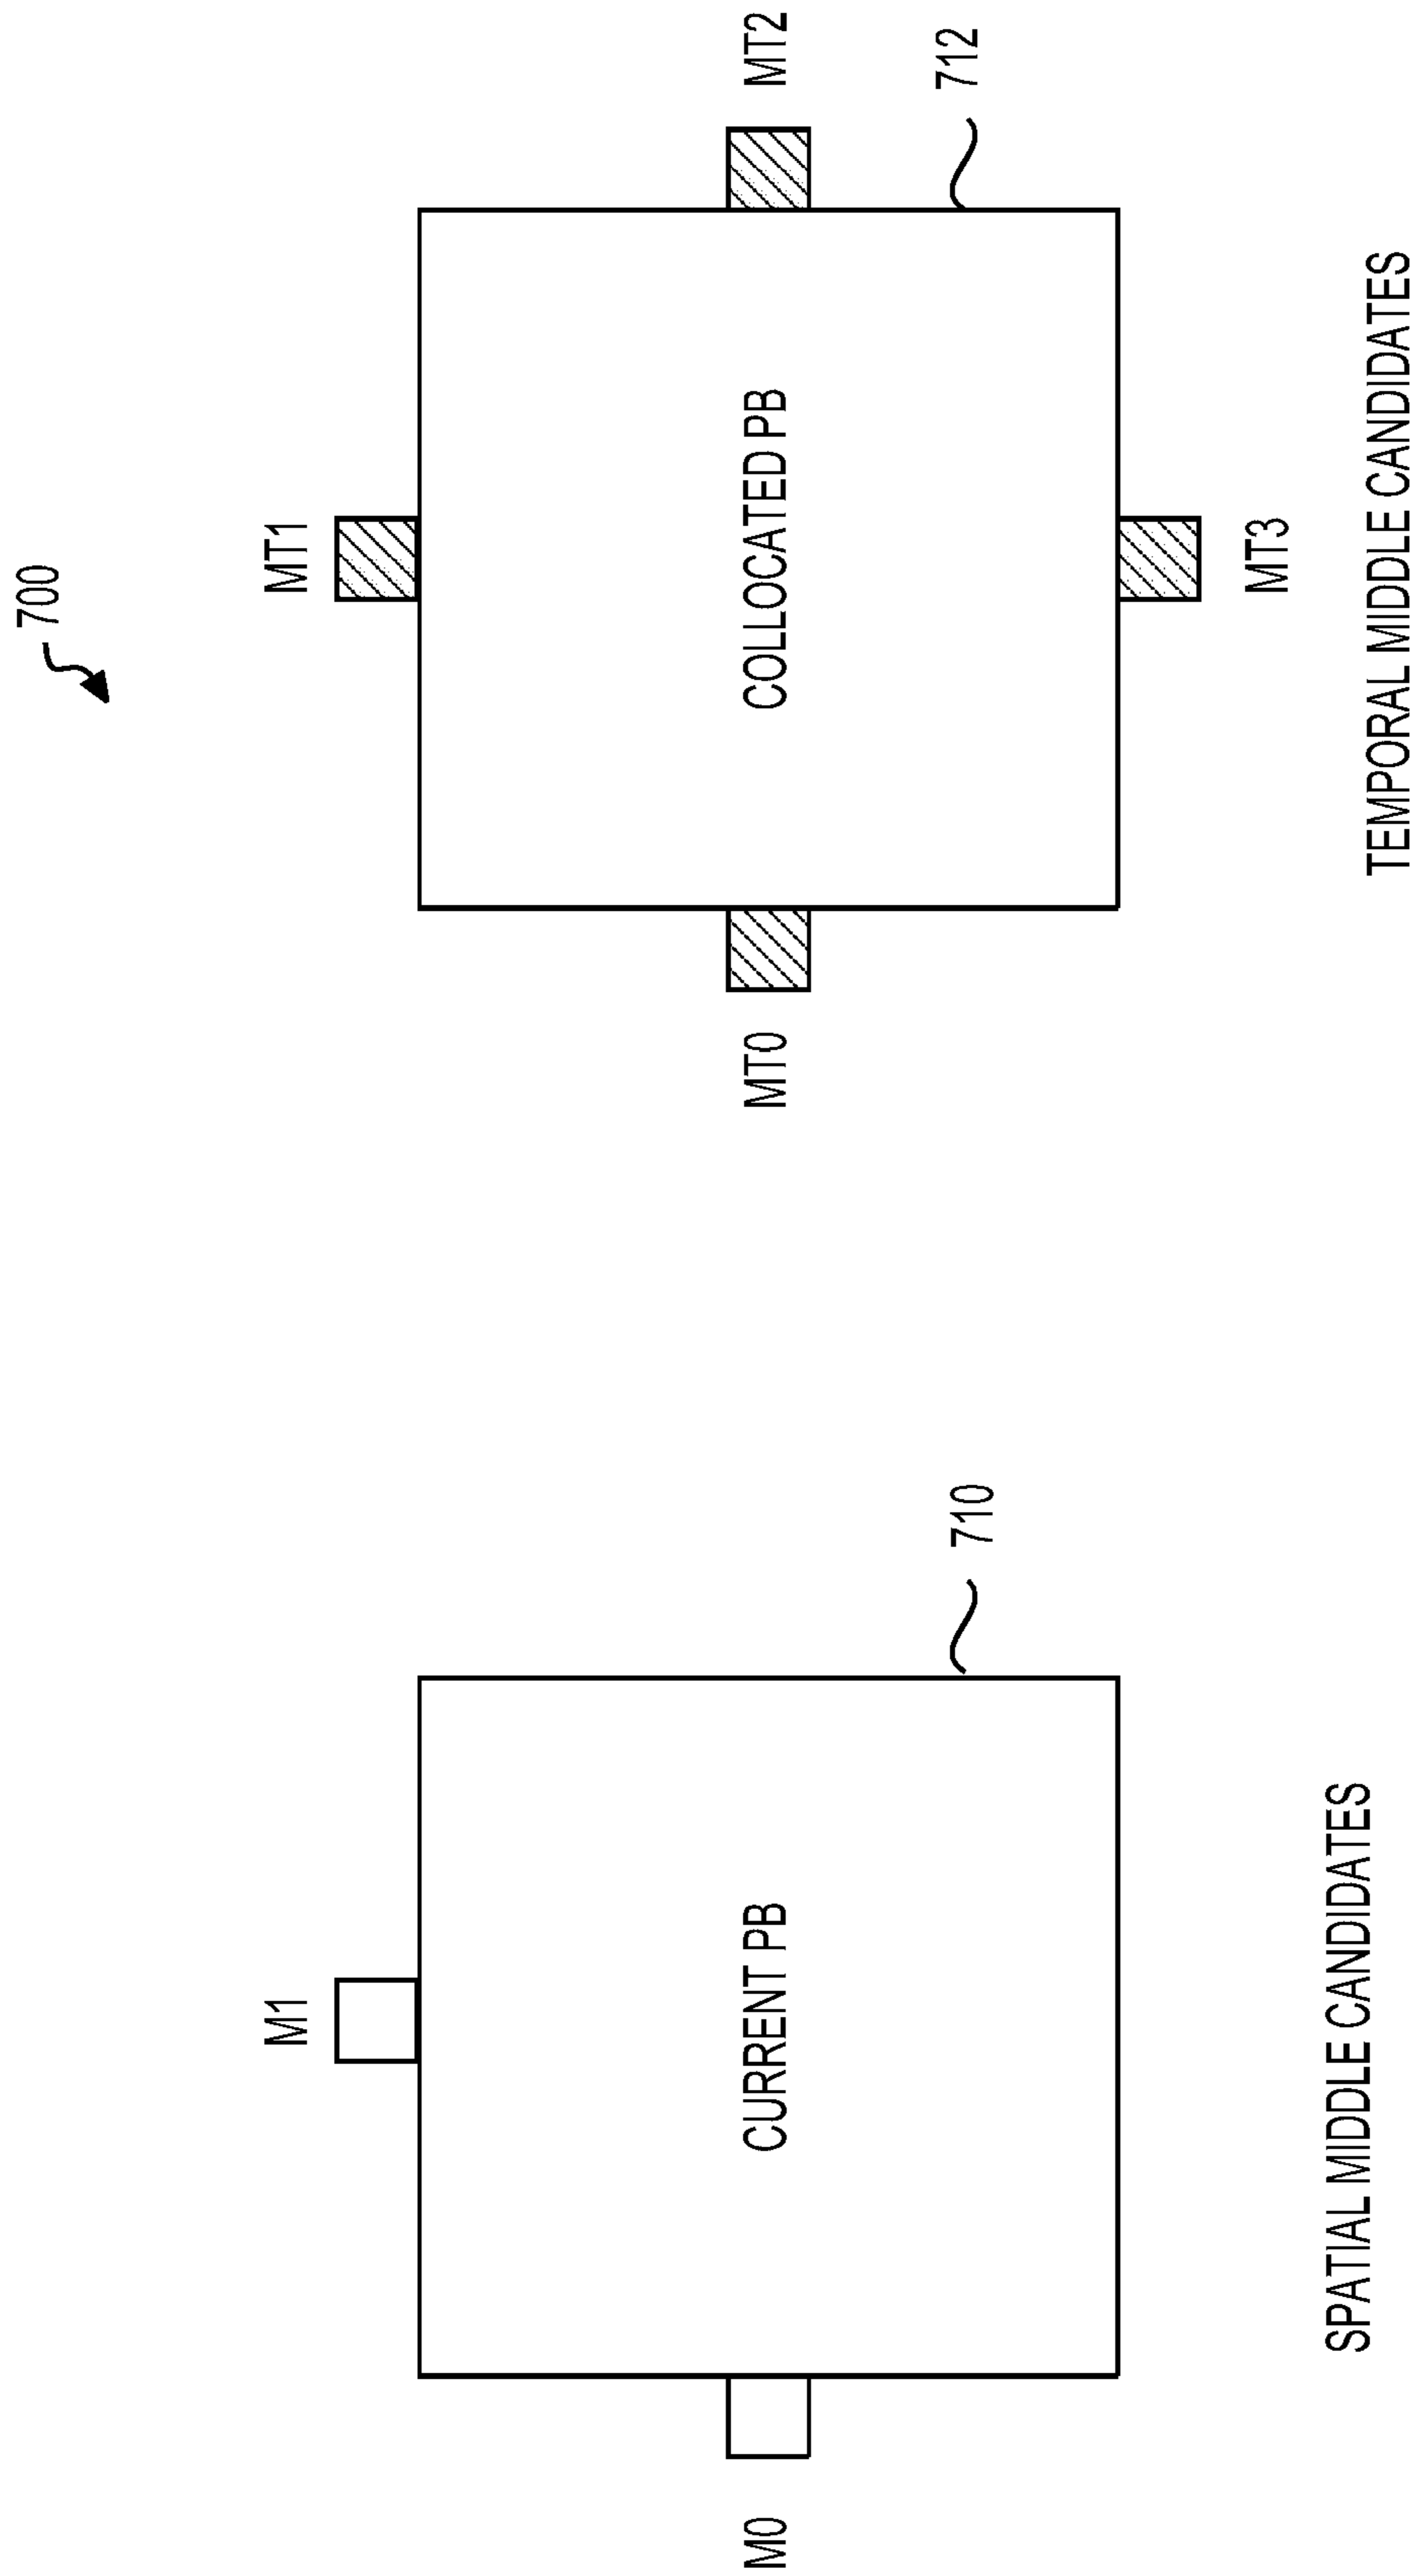 700
M1
M0
CURRENT PB
710
SPATIAL MIDDLE CANDIDATES
MT1
MT0
COLLOCATED PB
MT2
712
MT3
TEMPORAL MIDDLE CANDIDATES